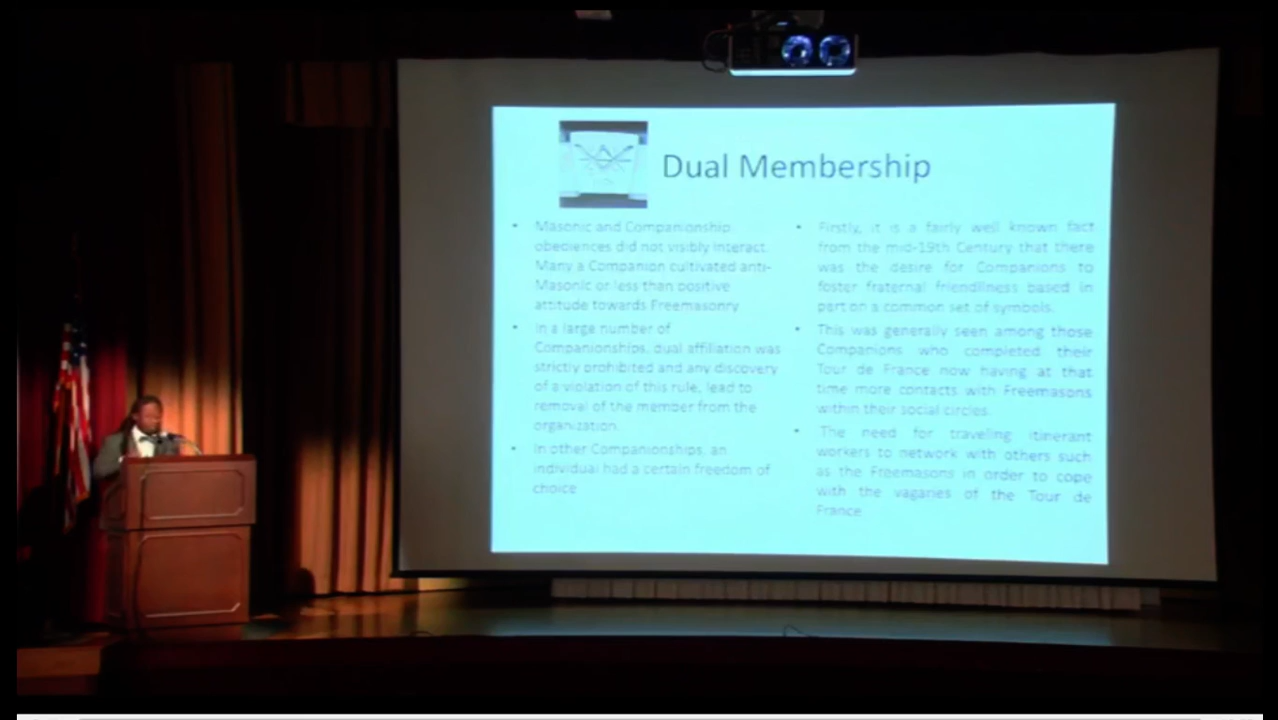 Dual Membership
• Masonic and Companionship
obediences did not visibly interact.
Many a Companion cultivated anti-
Masonic or less than positive
attitude towards Freemasonry
• In a large number of
Companionships, dual affiliation was
strictly prohibited and any discovery
of a violation of this rule, lead to
removal of the member from the
organization.
• In other Companionships, an
individual had a certain freedom of
choice
• Firstly, it is a fairly well known fact
from the mid-19th Century that there
was the desire for Companions to
foster fraternal friendliness based in
part on a common set of symbols.
• This was generally seen among those
Companions who completed their
Tour de France now having at that
time more contacts with Freemasons
within their social circles.
• The need for traveling itinerant
workers to network with others such
as the Freemasons in order to cope
with the vagaries of the Tour de
France